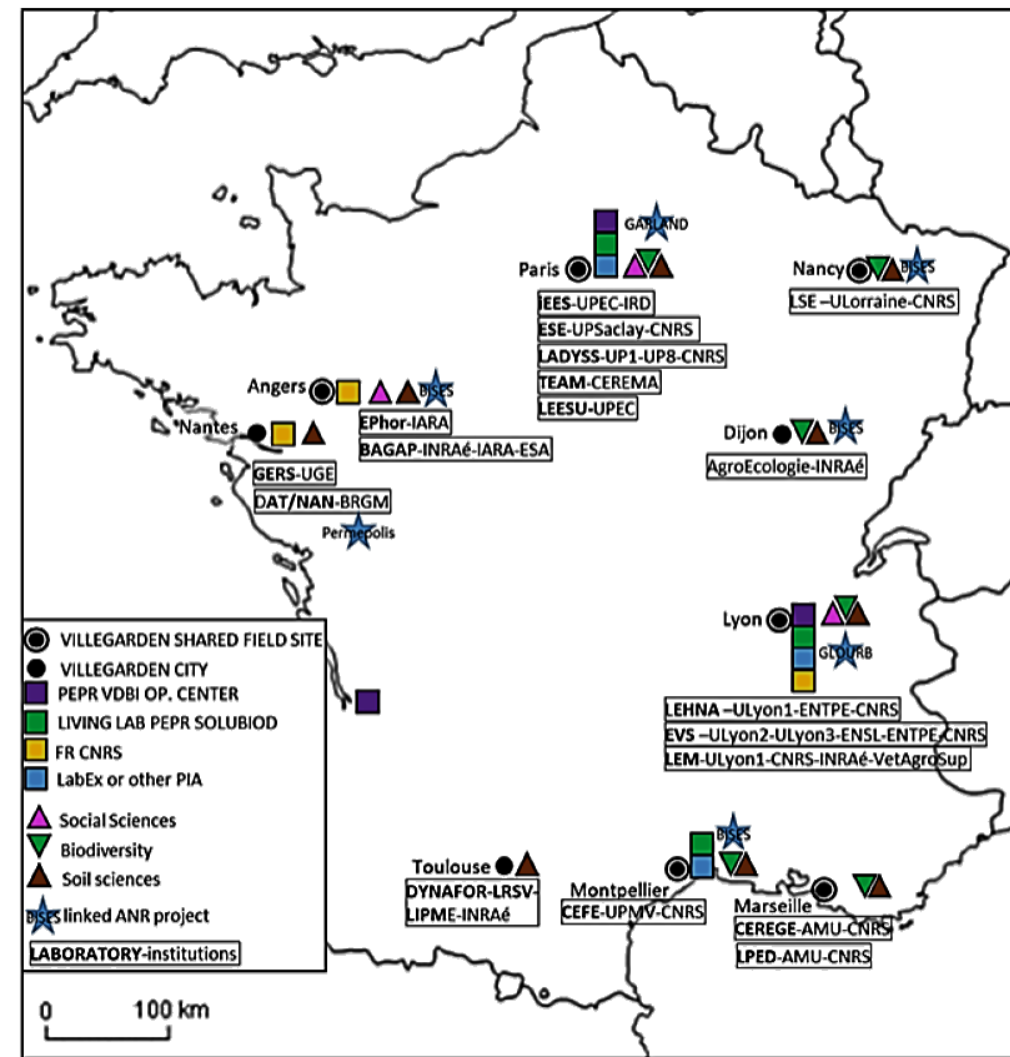 GARLAND
Paris
Nancy
BISES
iEES-UPEC-IRD
ESE-UPSaclay-CNRS
LADYSS-UP1-UP8-CNRS
TEAM-CEREMA
LEESU-UPEC
LSE –ULorraine-CNRS
Angers
BISES
EPhor-IARA
BAGAP-INRAé-IARA-ESA
Nantes
GERS-UGE
DAT/NAN-BRGM
Permepolis
Dijon
BISES
AgroEcologie-INRAé
Lyon
GLOURB
LEHNA –ULyon1-ENTPE-CNRS
EVS –ULyon2-ULyon3-ENSL-ENTPE-CNRS
LEM-ULyon1-CNRS-INRAé-VetAgroSup
BISES
Toulouse
DYNAFOR-LRSV-
LIPME-INRAé
Montpellier
CEFE-UPMV-CNRS
Marseille
CEREGE-AMU-CNRS
LPED-AMU-CNRS
VILLEGARDEN SHARED FIELD SITE
VILLEGARDEN CITY
PEPR VDBI OP. CENTER
LIVING LAB PEPR SOLUBIOD
FR CNRS
LabEx or other PIA
Social Sciences
Biodiversity
Soil sciences
BISES linked ANR project
LABORATORY-institutions
0 100 km